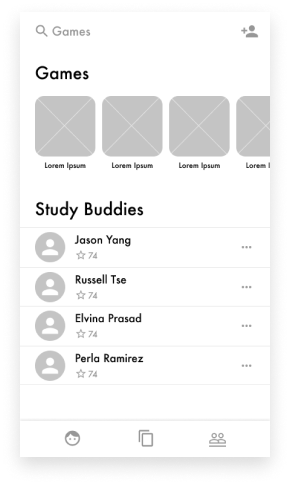 Games
Games
Lorem Ipsum Lorem Ipsum Lorem Ipsum Lorem I
Study Buddies
Jason Yang
74
Russell Tse
74
Elvina Prasad
74
Perla Ramirez
74